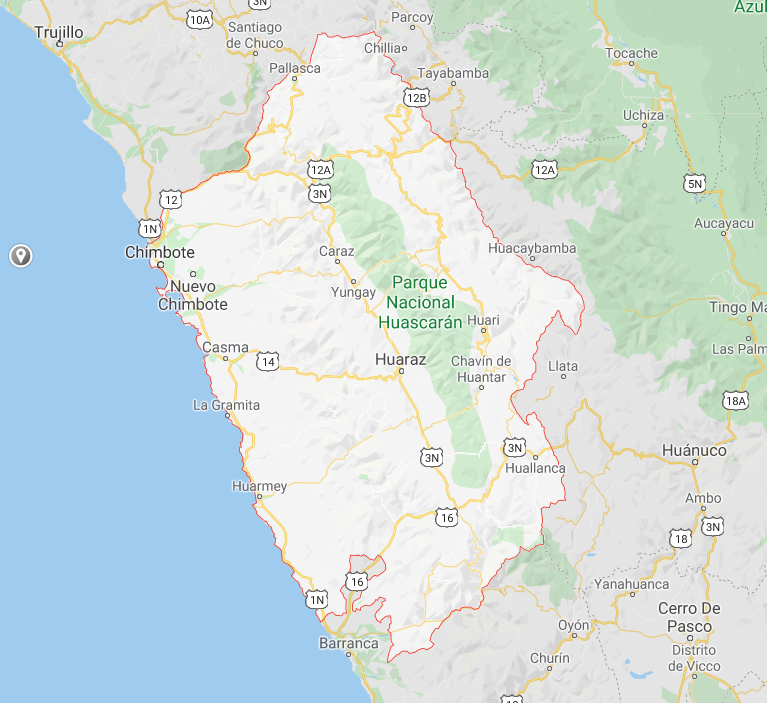 3N
Azul
10A
Parcoy
Trujillo
Santiago
de Chuco
Chillia
Tocache
Pallasca
Tayabamba
12B
Uchiza
12A
12A
5N
3N
12
Aucayacu
1N
Chimbote
Caraz
Huacaybamba
Nuevo
Chimbote
Yungay
Parque
Nacional
Huascarán
Huari
Tingo Ma
Las Palm
Casma
14
Huaraz
Chavín de
Huantar
Llata
La Gramita
18A
3N
3N
Huánuco
Huallanca
Huarmey
Ambo
16
3N
18
16
Yanahuanca
1N
Cerro De
Pasco
Barranca
Oyón
Distrito
de Vicco
Churín